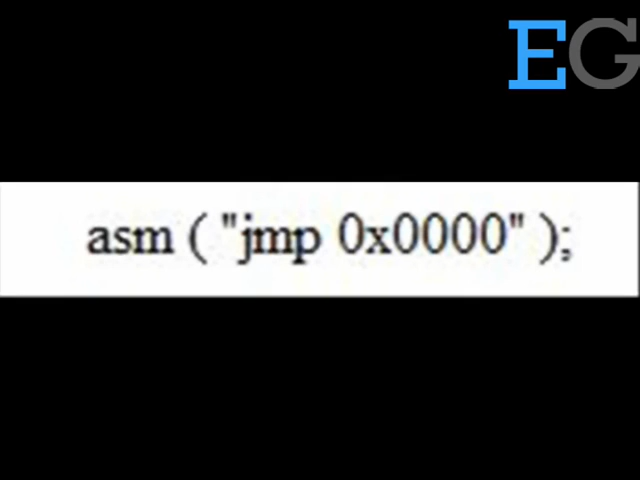 EG
asm ( "jmp 0x0000" );